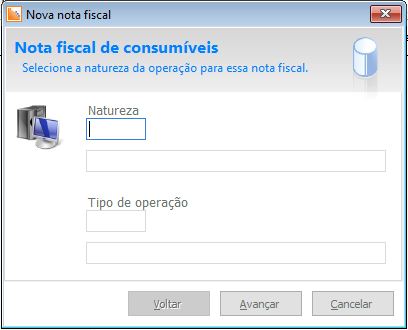 Nova nota fiscal
Nota fiscal de consumíveis
Selecione a natureza da operação para essa nota fiscal.
Natureza
Tipo de operação
Voltar
Avançar
Cancelar